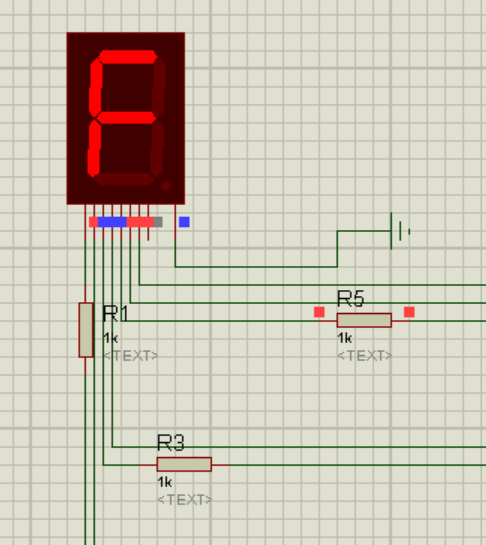 F
R1
1k
<TEXT>
R5
1k
<TEXT>
R3
1k
<TEXT>